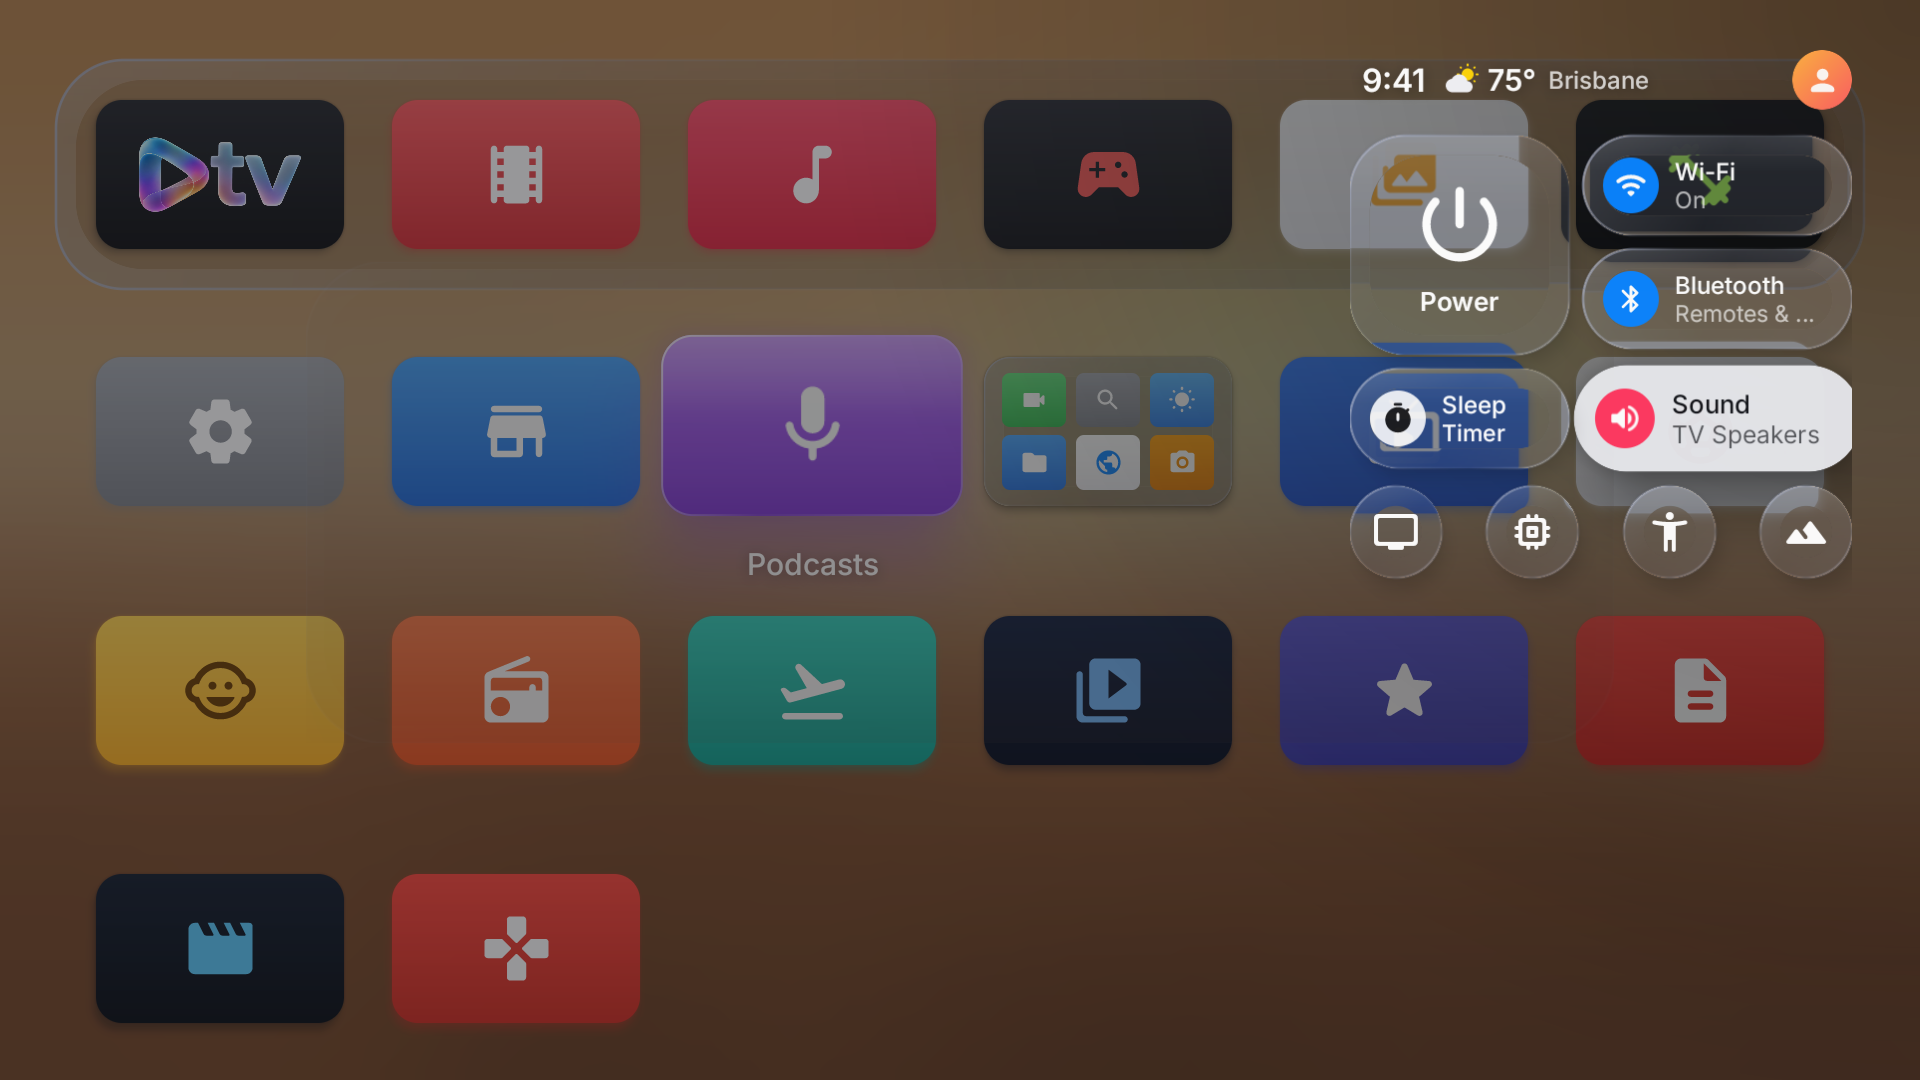 9:41 75° Brisbane
tv
Wi-Fi
On
Power
Bluetooth
Remotes & ...
Sleep
Timer
Sound
TV Speakers
Podcasts